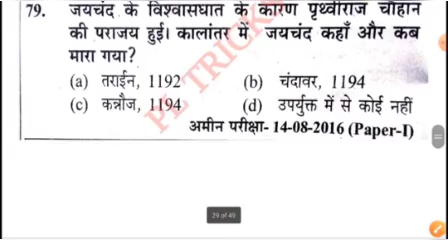 79. जयचंद के विश्वासघात के कारण पृथ्वीराज चौहान
की पराजय हुई। कालांतर में जयचंद कहाँ और कब
मारा गया?
(a) तराईन, 1192 (b) चंदावर, 1194
(c) कन्नौज, 1194 (d) उपर्युक्त में से कोई नहीं
अमीन परीक्षा- 14-08-2016 (Paper-I)
29 of 49